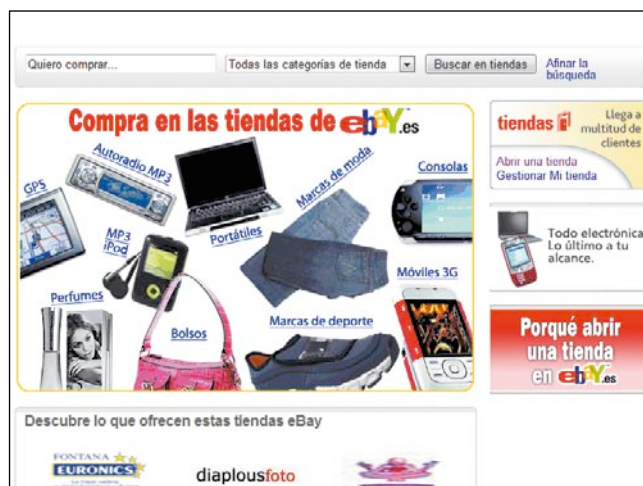 Quiero comprar...
Todas las categorías de tienda
Buscar en tiendas
Afinar la
búsqueda
Compra en las tiendas de ebaY.es
GPS
Autoradio MP3
Portátiles
Marcas de moda
Consolas
MP3
iPod
Móviles 3G
Perfumes
Bolsos
Marcas de deporte
tiendas
Llega a
multitud de
clientes
Abrir una tienda
Gestionar Mi tienda
Todo electrónica
Lo último a tu
alcance.
Porqué abrir
una tienda
en ebaY.es
Descubre lo que ofrecen estas tiendas eBay
FONTANA
EURONICS
diaplousfoto